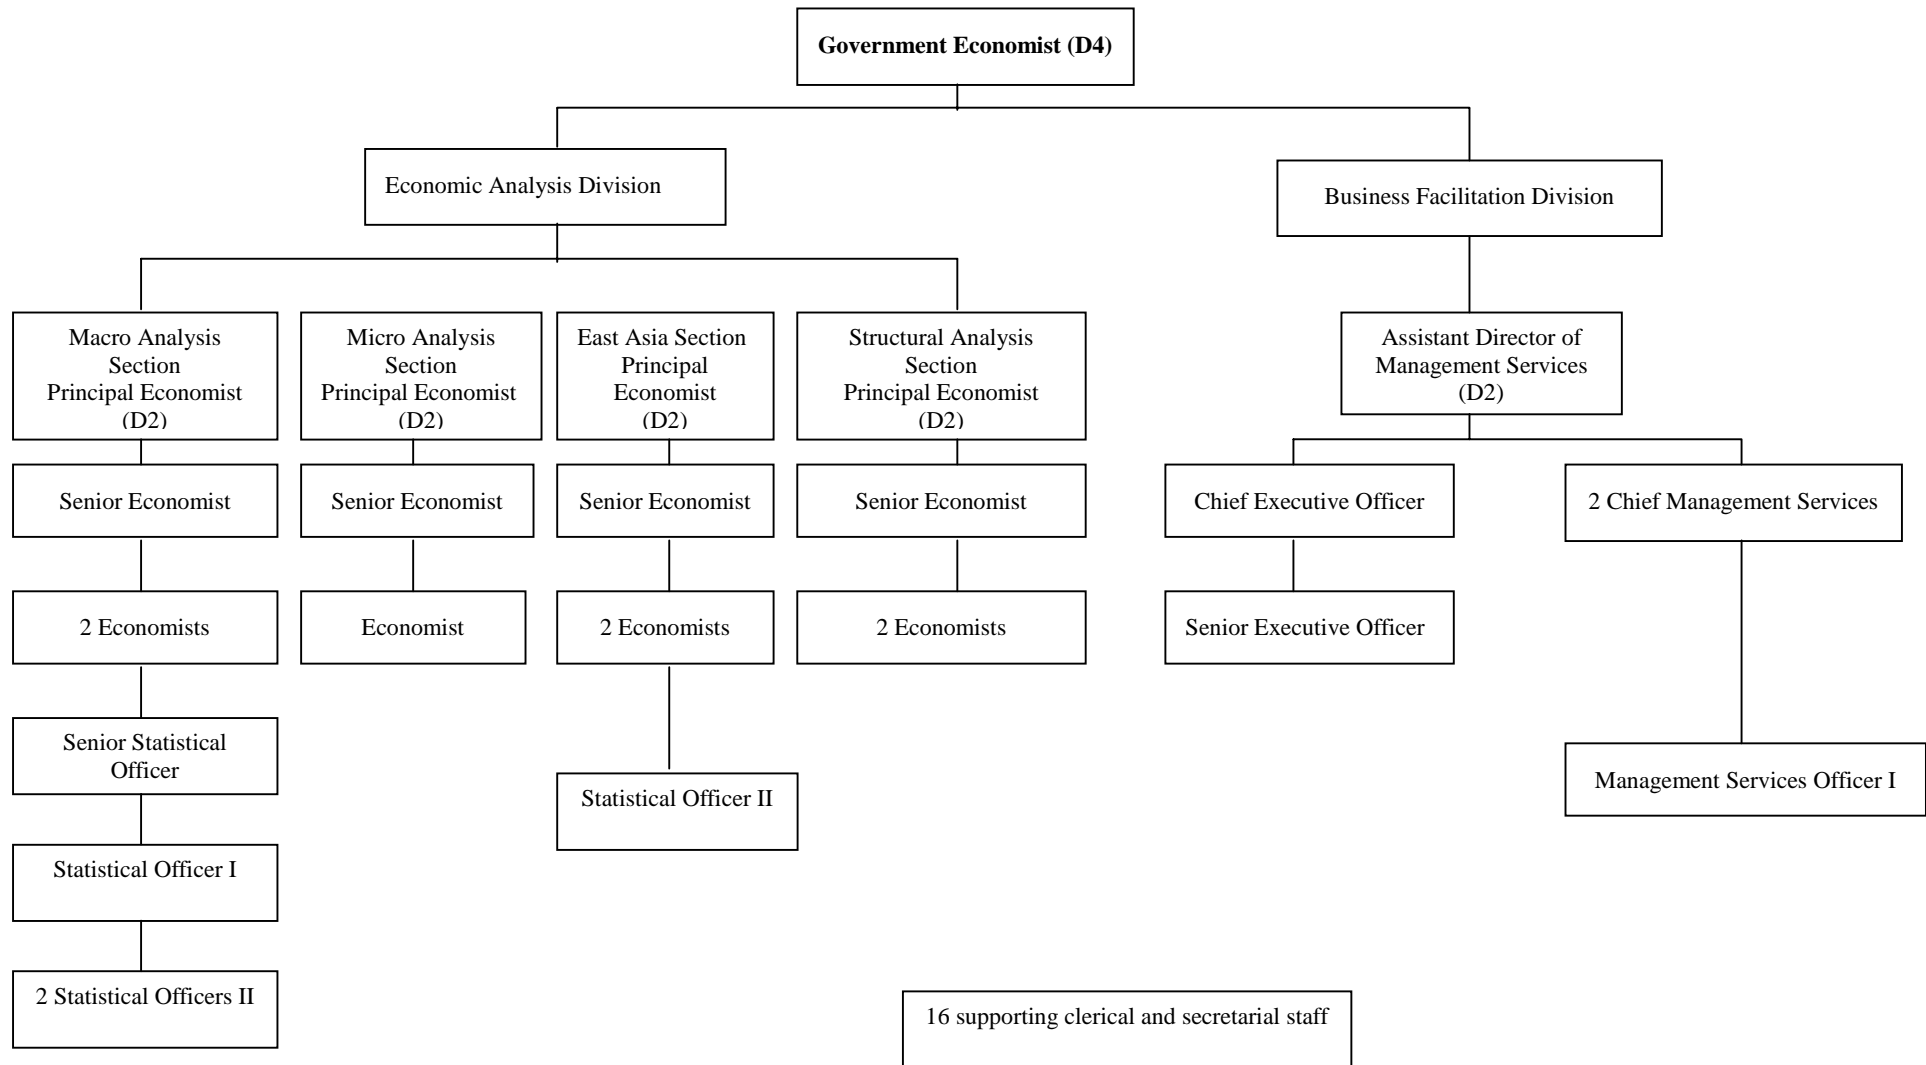 Government Economist (D4)
Economic Analysis Division
Business Facilitation Division
Macro Analysis
Section
Principal Economist
(D2)
Micro Analysis
Section
Principal Economist
(D2)
East Asia Section
Principal
Economist
(D2)
Structural Analysis
Section
Principal Economist
(D2)
Assistant Director of
Management Services
(D2)
Senior Economist
Senior Economist
Senior Economist
Senior Economist
Chief Executive Officer
2 Chief Management Services
2 Economists
Economist
2 Economists
2 Economists
Senior Executive Officer
Senior Statistical
Officer
Statistical Officer II
Management Services Officer I
Statistical Officer I
2 Statistical Officers II
16 supporting clerical and secretarial staff